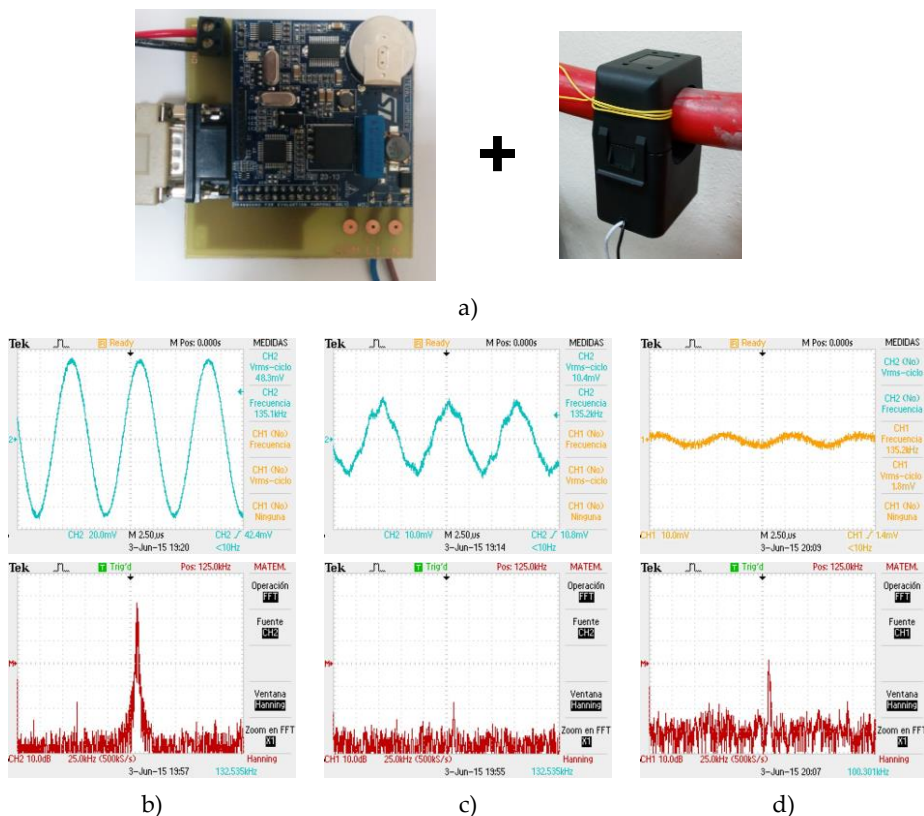 23-13
a)
Tek Ready M Pos: 0.000s MEDIDAS
CH2
Vrms-ciclo
48.3mV
CH2
Frecuencia
135.1kHz
CH1 (No)
Frecuencia
CH1 (No)
Vrms-ciclo
CH1 (No)
Ninguna
2
CH2 20.0mV M 2.50µs CH2 / 42.4mV
3-Jun-15 19:20 <10Hz
Tek Ready M Pos: 0.000s MEDIDAS
CH2
Vrms-ciclo
10.4mV
CH2
Frecuencia
135.2kHz
CH1 (No)
Frecuencia
CH1 (No)
Vrms-ciclo
CH1 (No)
Ninguna
2
CH2 10.0mV M 2.50µs CH2 / 10.8mV
3-Jun-15 19:14 <10Hz
Tek Ready M Pos: 0.000s MEDIDAS
CH2 (No)
Vrms-ciclo
CH2 (No)
Frecuencia
CH1
Frecuencia
135.2kHz
CH1
Vrms-ciclo
1.8mV
CH1 (No)
Ninguna
1
CH1 10.0mV M 2.50µs CH1 / 1.4mV
3-Jun-15 20:09 <10Hz
Tek T Trig'd Pos: 125.0kHz MATEM.
Operación
FFT
Fuente
CH2
Ventana
Hanning
Zoom en FFT
X1
M
CH2 10.0dB 25.0kHz (500kS/s) Hanning
3-Jun-15 19:57 132.535kHz
Tek T Trig'd Pos: 125.0kHz MATEM.
Operación
FFT
Fuente
CH2
Ventana
Hanning
Zoom en FFT
X1
M
CH1 10.0dB 25.0kHz (500kS/s) Hanning
3-Jun-15 19:55 132.535kHz
Tek T Trig'd Pos: 125.0kHz MATEM.
Operación
FFT
Fuente
CH1
Ventana
Hanning
Zoom en FFT
X1
M
CH1 10.0dB 25.0kHz (500kS/s) Hanning
3-Jun-15 20:07 100.301kHz
b) c) d)